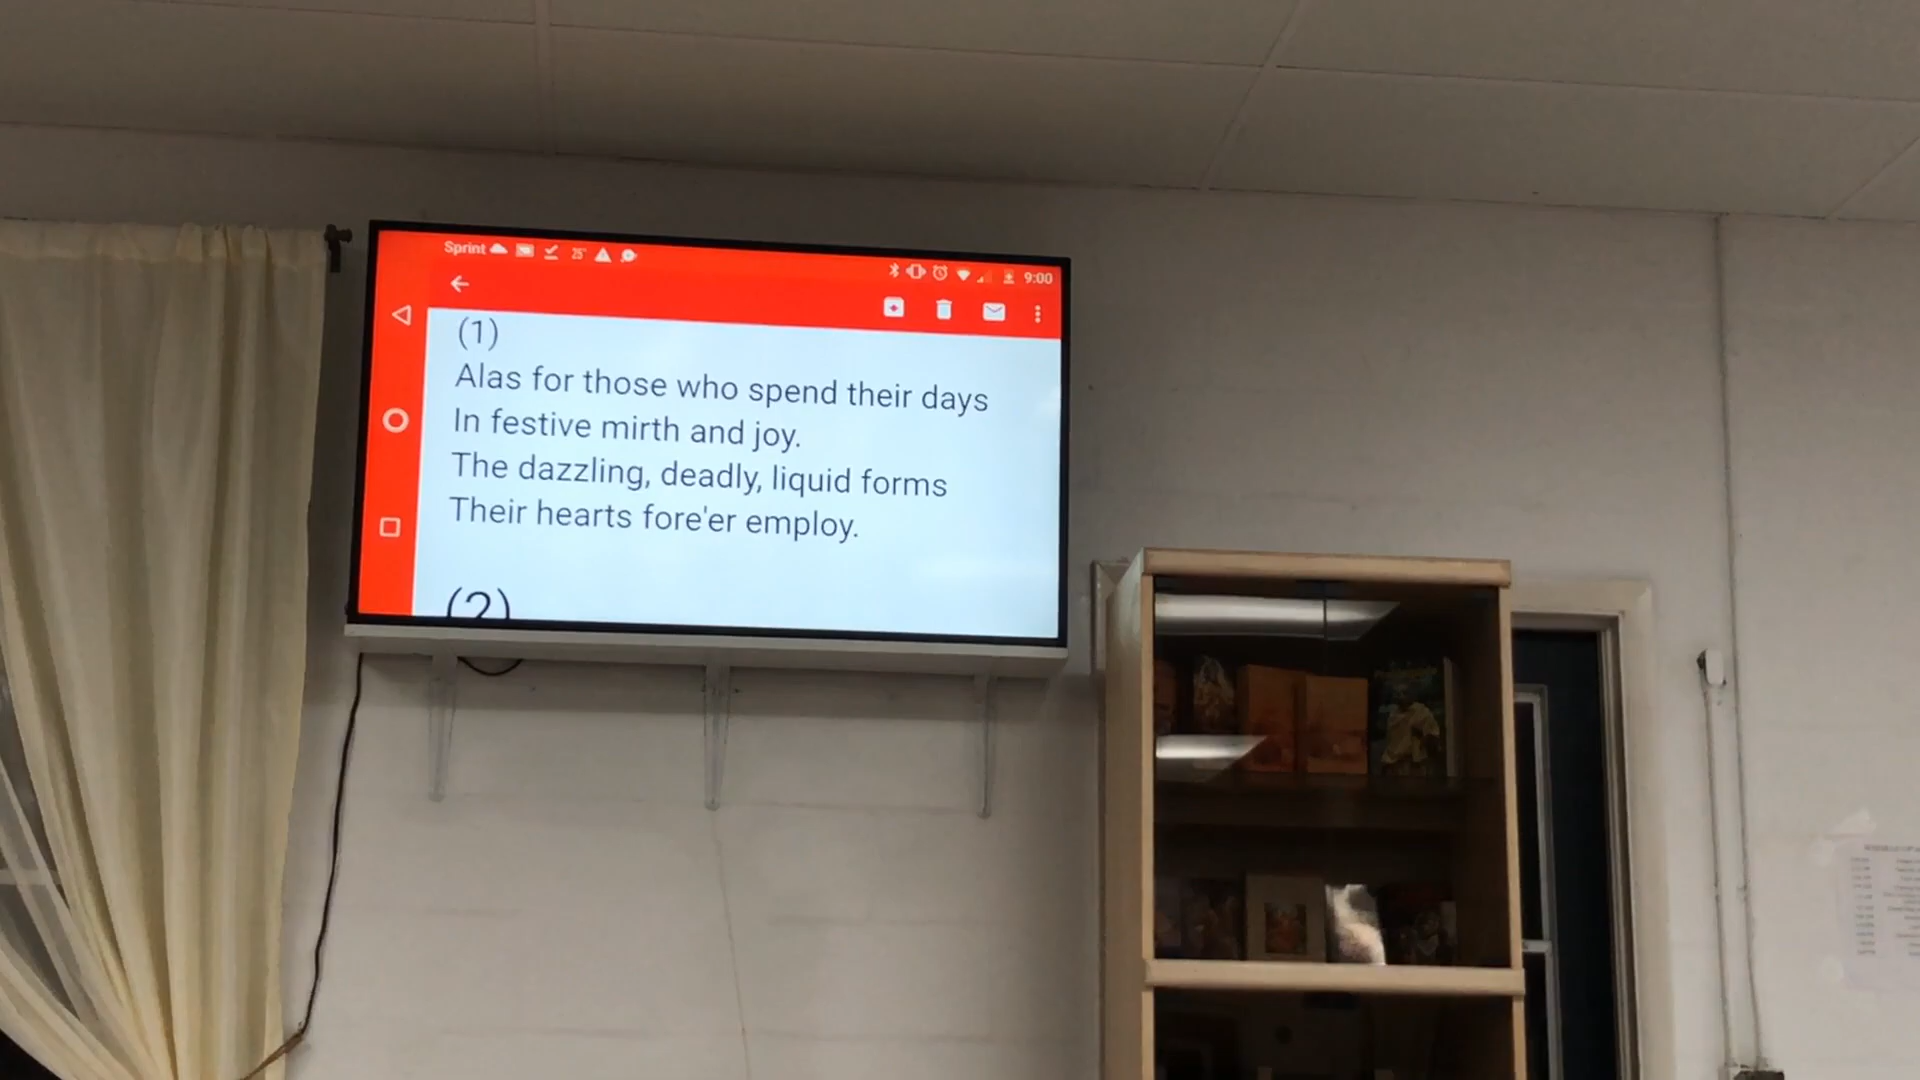 Sprint 25° 9:00
(1)
Alas for those who spend their days
In festive mirth and joy.
The dazzling, deadly, liquid forms
Their hearts fore'er employ.
(2)